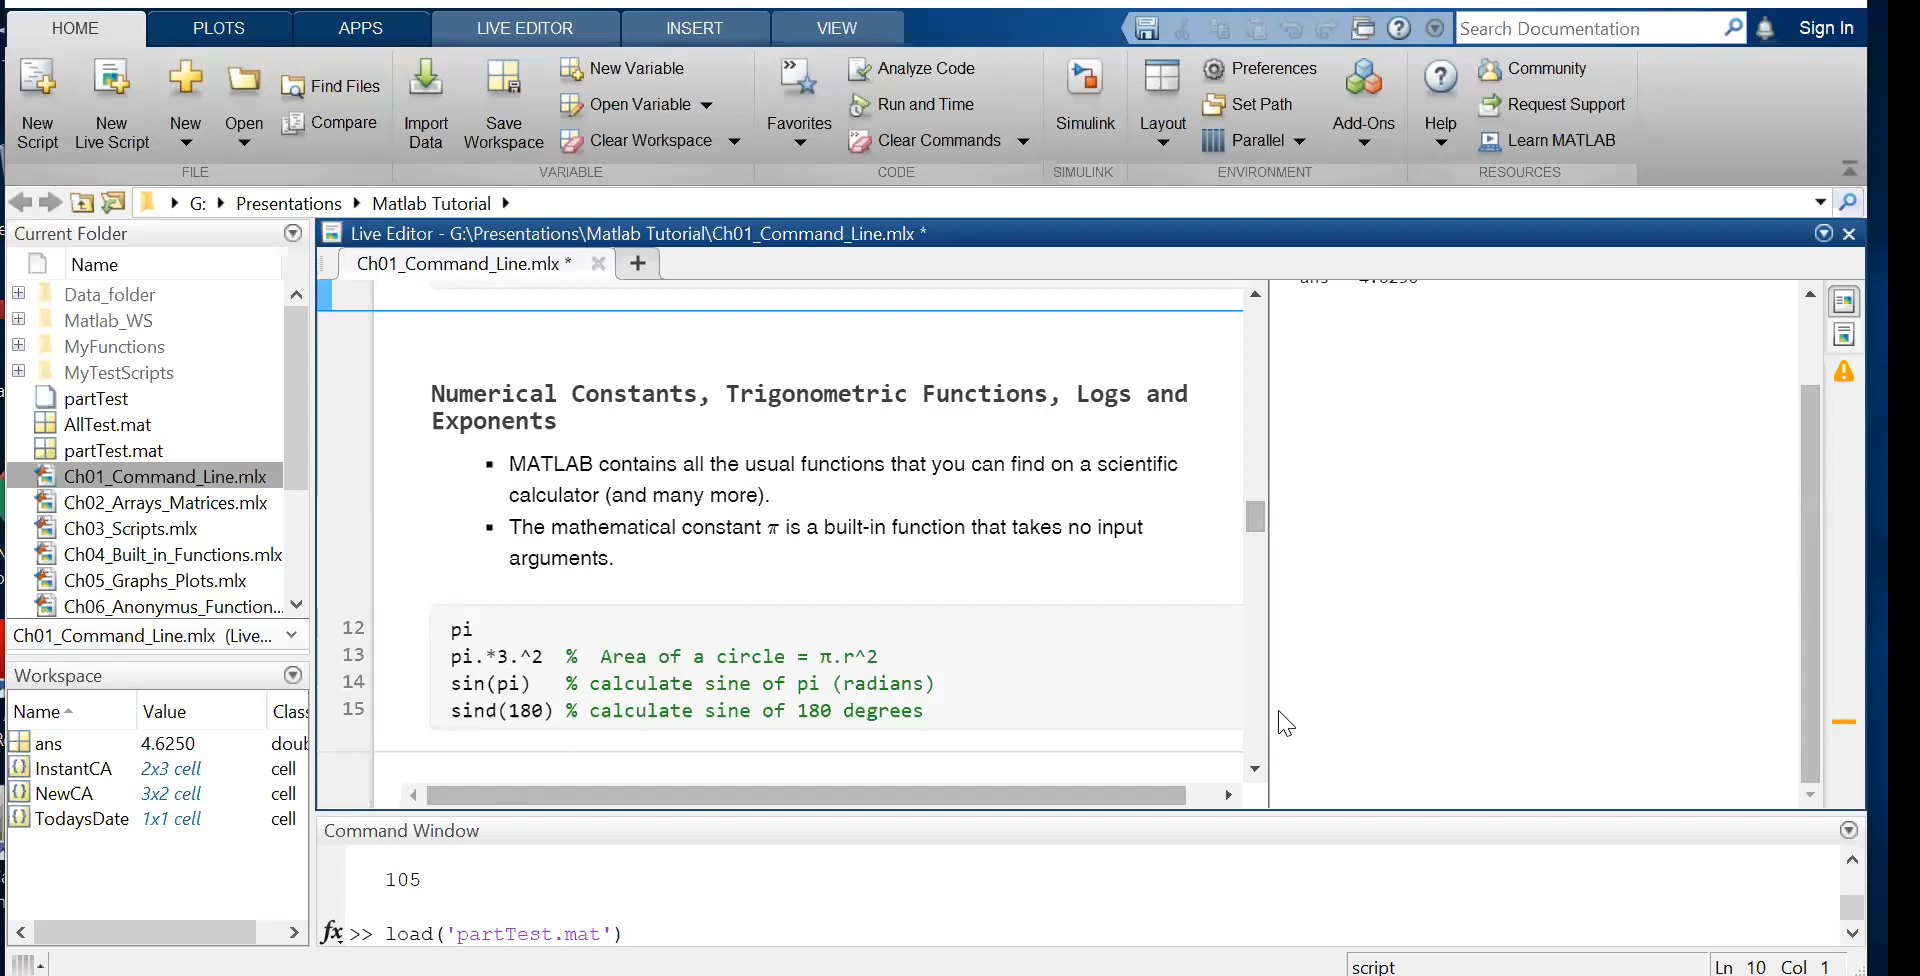 HOME PLOTS APPS LIVE EDITOR INSERT VIEW Search Documentation Sign In
New Script
New Live Script
New
Open
Find Files
Compare
FILE
Import Data
Save Workspace
New Variable
Open Variable
Clear Workspace
VARIABLE
Favorites
Analyze Code
Run and Time
Clear Commands
CODE
Simulink
SIMULINK
Layout
Preferences
Set Path
Parallel
Add-Ons
ENVIRONMENT
Help
Community
Request Support
Learn MATLAB
RESOURCES
G: Presentations Matlab Tutorial
Current Folder
Name
Data_folder
Matlab_WS
MyFunctions
MyTestScripts
partTest
AllTest.mat
partTest.mat
Ch01_Command_Line.mlx
Ch02_Arrays_Matrices.mlx
Ch03_Scripts.mlx
Ch04_Built_in_Functions.mlx
Ch05_Graphs_Plots.mlx
Ch06_Anonymus_Function...
Ch01_Command_Line.mlx (Live...
Workspace
Name Value Clas
ans 4.6250 doul
InstantCA 2x3 cell cell
NewCA 3x2 cell cell
TodaysDate 1x1 cell cell
Live Editor - G:\Presentations\Matlab Tutorial\Ch01_Command_Line.mlx *
Ch01_Command_Line.mlx *
Numerical Constants, Trigonometric Functions, Logs and
Exponents
▪ MATLAB contains all the usual functions that you can find on a scientific
calculator (and many more).
▪ The mathematical constant π is a built-in function that takes no input
arguments.
12 pi
13 pi.*3.^2 % Area of a circle = π.r^2
14 sin(pi) % calculate sine of pi (radians)
15 sind(180) % calculate sine of 180 degrees
Command Window
105
fx >> load('partTest.mat')
script Ln 10 Col 1